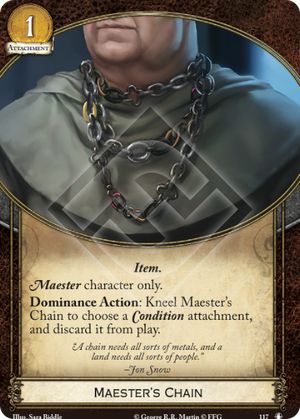 1
ATTACHMENT
Item.
Maester character only.
Dominance Action: Kneel Maester's
Chain to choose a Condition attachment,
and discard it from play.
"A chain needs all sorts of metals, and a
land needs all sorts of people."
–Jon Snow
MAESTER'S CHAIN
Illus. Sara Biddle © George R.R. Martin © FFG 117